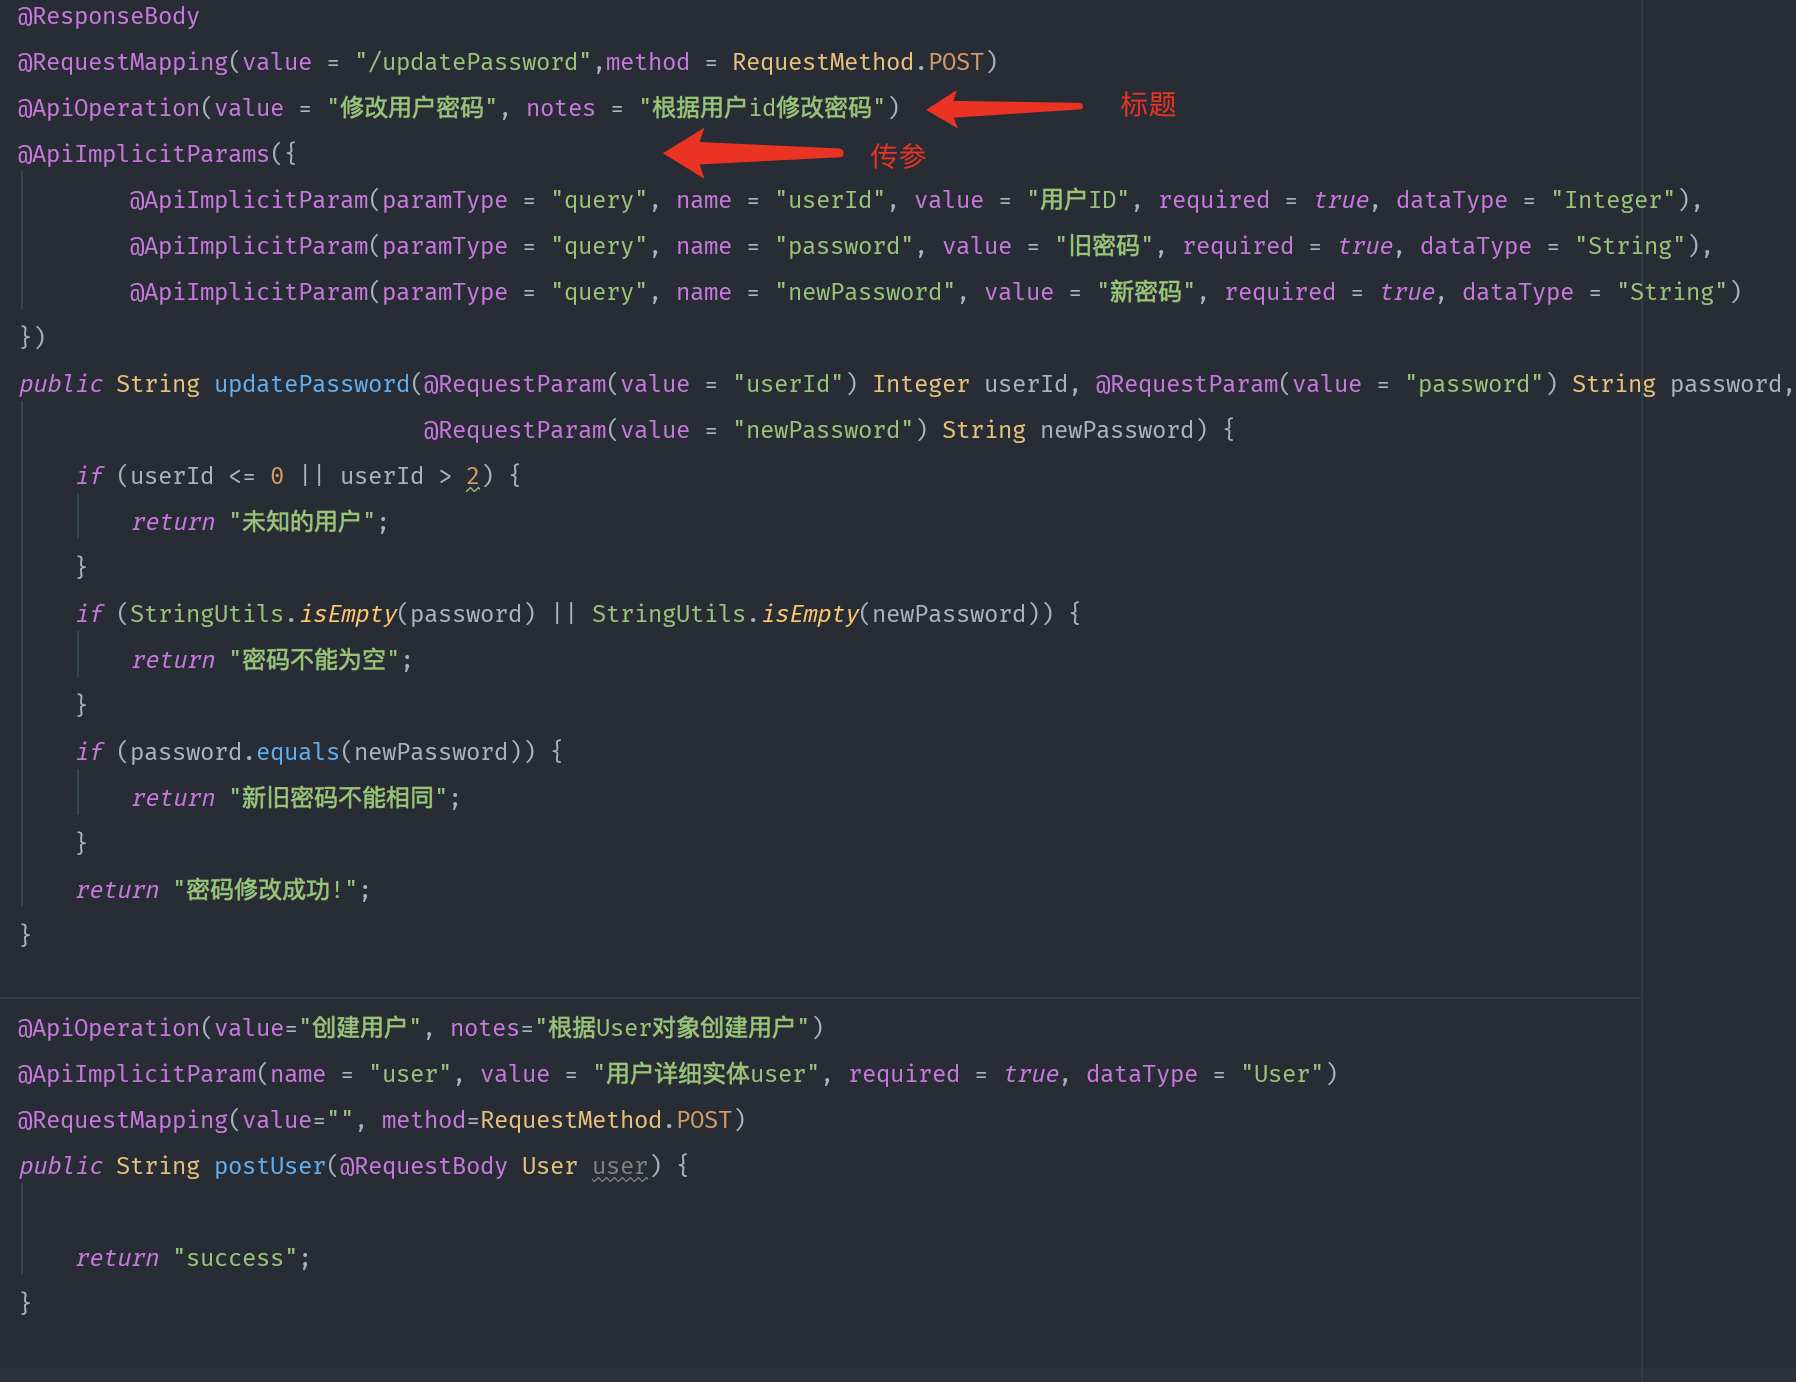 @ResponseBody
@RequestMapping(value = "/updatePassword",method = RequestMethod.POST)
@ApiOperation(value = "修改用户密码", notes = "根据用户id修改密码") 标题
@ApiImplicitParams({ 传参
@ApiImplicitParam(paramType = "query", name = "userId", value = "用户ID", required = true, dataType = "Integer"),
@ApiImplicitParam(paramType = "query", name = "password", value = "旧密码", required = true, dataType = "String"),
@ApiImplicitParam(paramType = "query", name = "newPassword", value = "新密码", required = true, dataType = "String")
})
public String updatePassword(@RequestParam(value = "userId") Integer userId, @RequestParam(value = "password") String password,
@RequestParam(value = "newPassword") String newPassword) {
if (userId <= 0 || userId > 2) {
return "未知的用户";
}
if (StringUtils.isEmpty(password) || StringUtils.isEmpty(newPassword)) {
return "密码不能为空";
}
if (password.equals(newPassword)) {
return "新旧密码不能相同";
}
return "密码修改成功!";
}
@ApiOperation(value="创建用户", notes="根据User对象创建用户")
@ApiImplicitParam(name = "user", value = "用户详细实体user", required = true, dataType = "User")
@RequestMapping(value="", method=RequestMethod.POST)
public String postUser(@RequestBody User user) {
return "success";
}